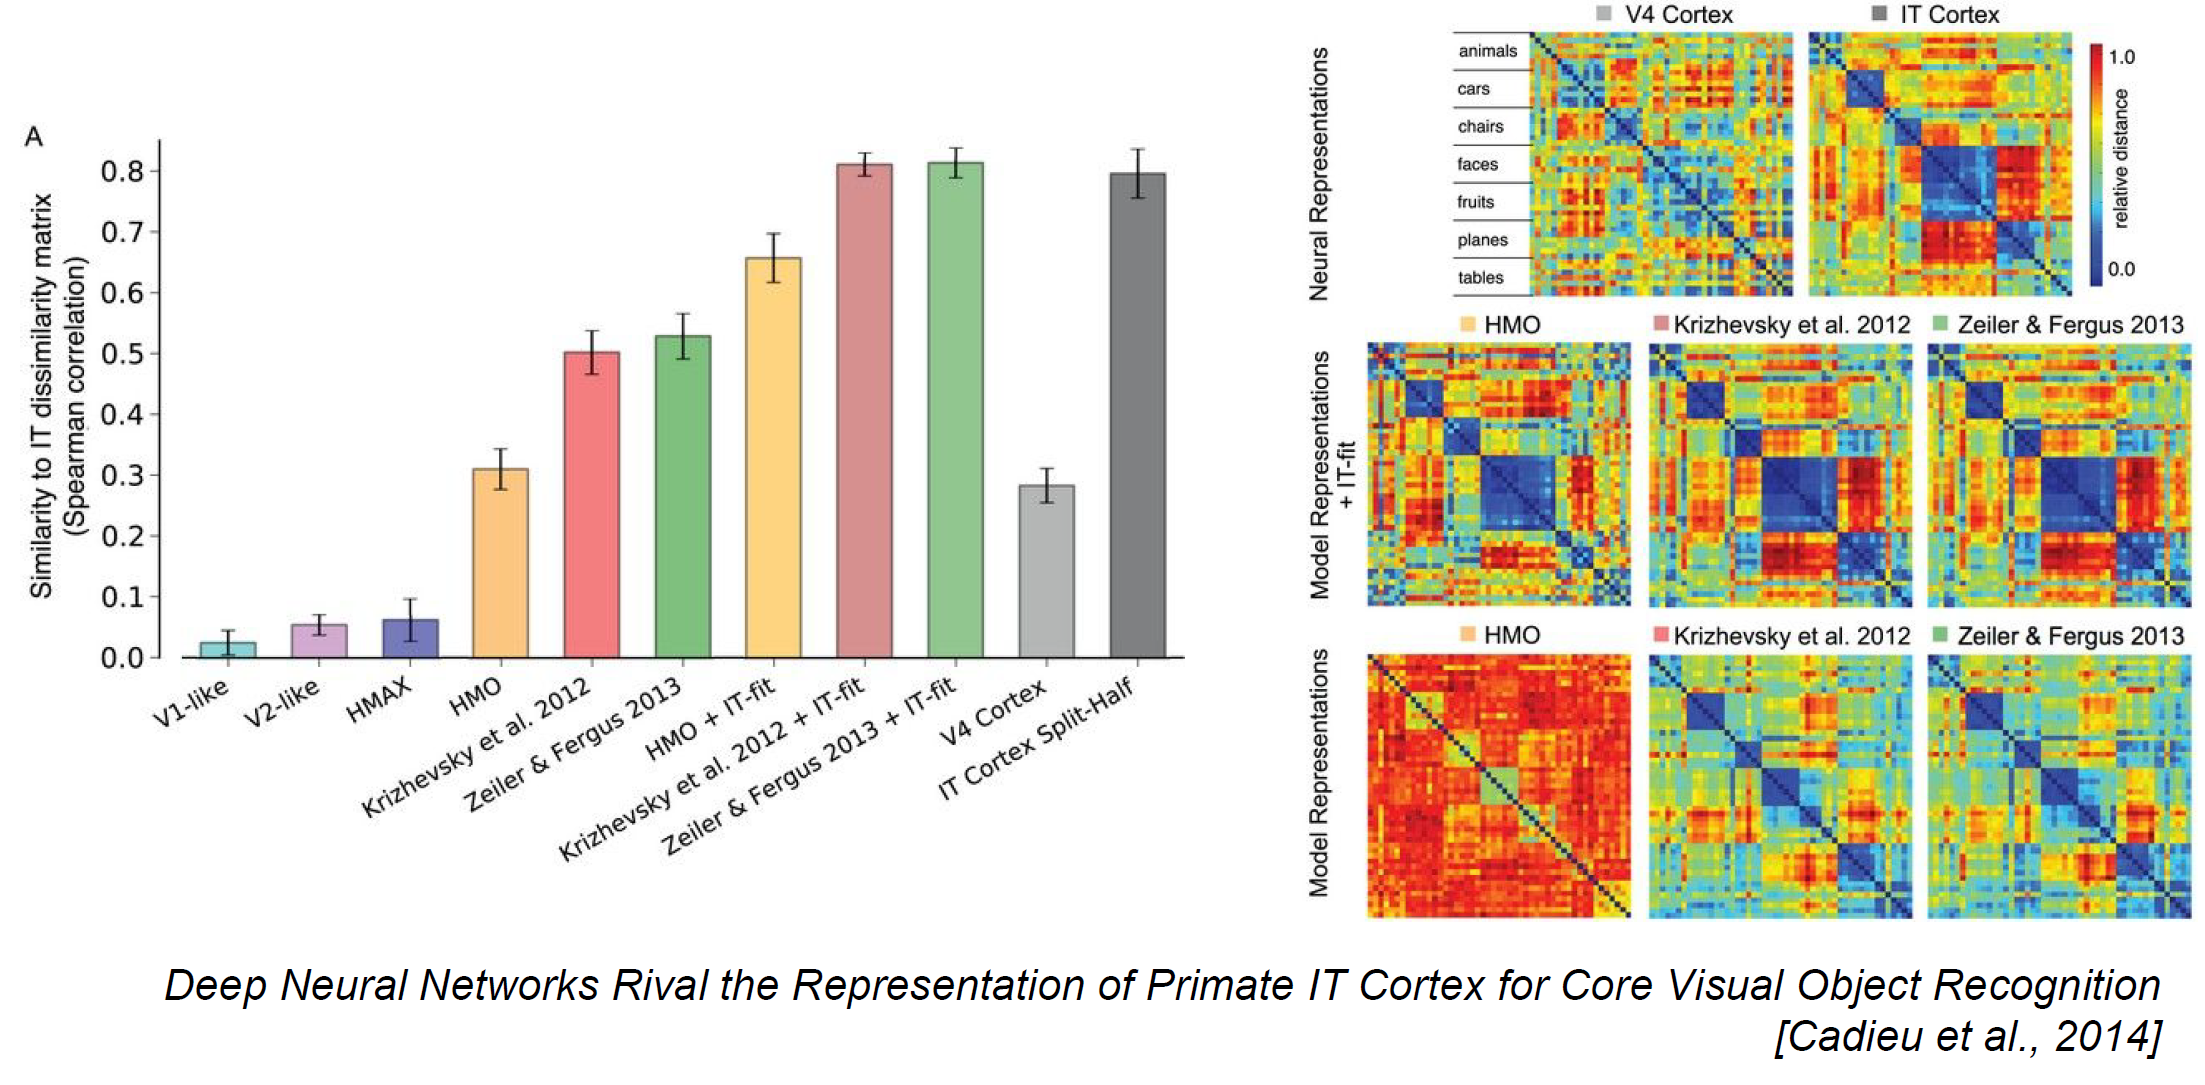 A
Similarity to IT dissimilarity matrix
(Spearman correlation)
0.8
0.7
0.6
0.5
0.4
0.3
0.2
0.1
0.0
V1-like
V2-like
HMAX
HMO
Krizhevsky et al. 2012
Zeiler & Fergus 2013
HMO + IT-fit
Krizhevsky et al. 2012 + IT-fit
Zeiler & Fergus 2013 + IT-fit
V4 Cortex
IT Cortex Split-Half
Neural Representations
V4 Cortex
IT Cortex
animals
cars
chairs
faces
fruits
planes
tables
1.0
0.0
relative distance
Model Representations
+ IT-fit
HMO
Krizhevsky et al. 2012
Zeiler & Fergus 2013
Model Representations
HMO
Krizhevsky et al. 2012
Zeiler & Fergus 2013
Deep Neural Networks Rival the Representation of Primate IT Cortex for Core Visual Object Recognition
[Cadieu et al., 2014]